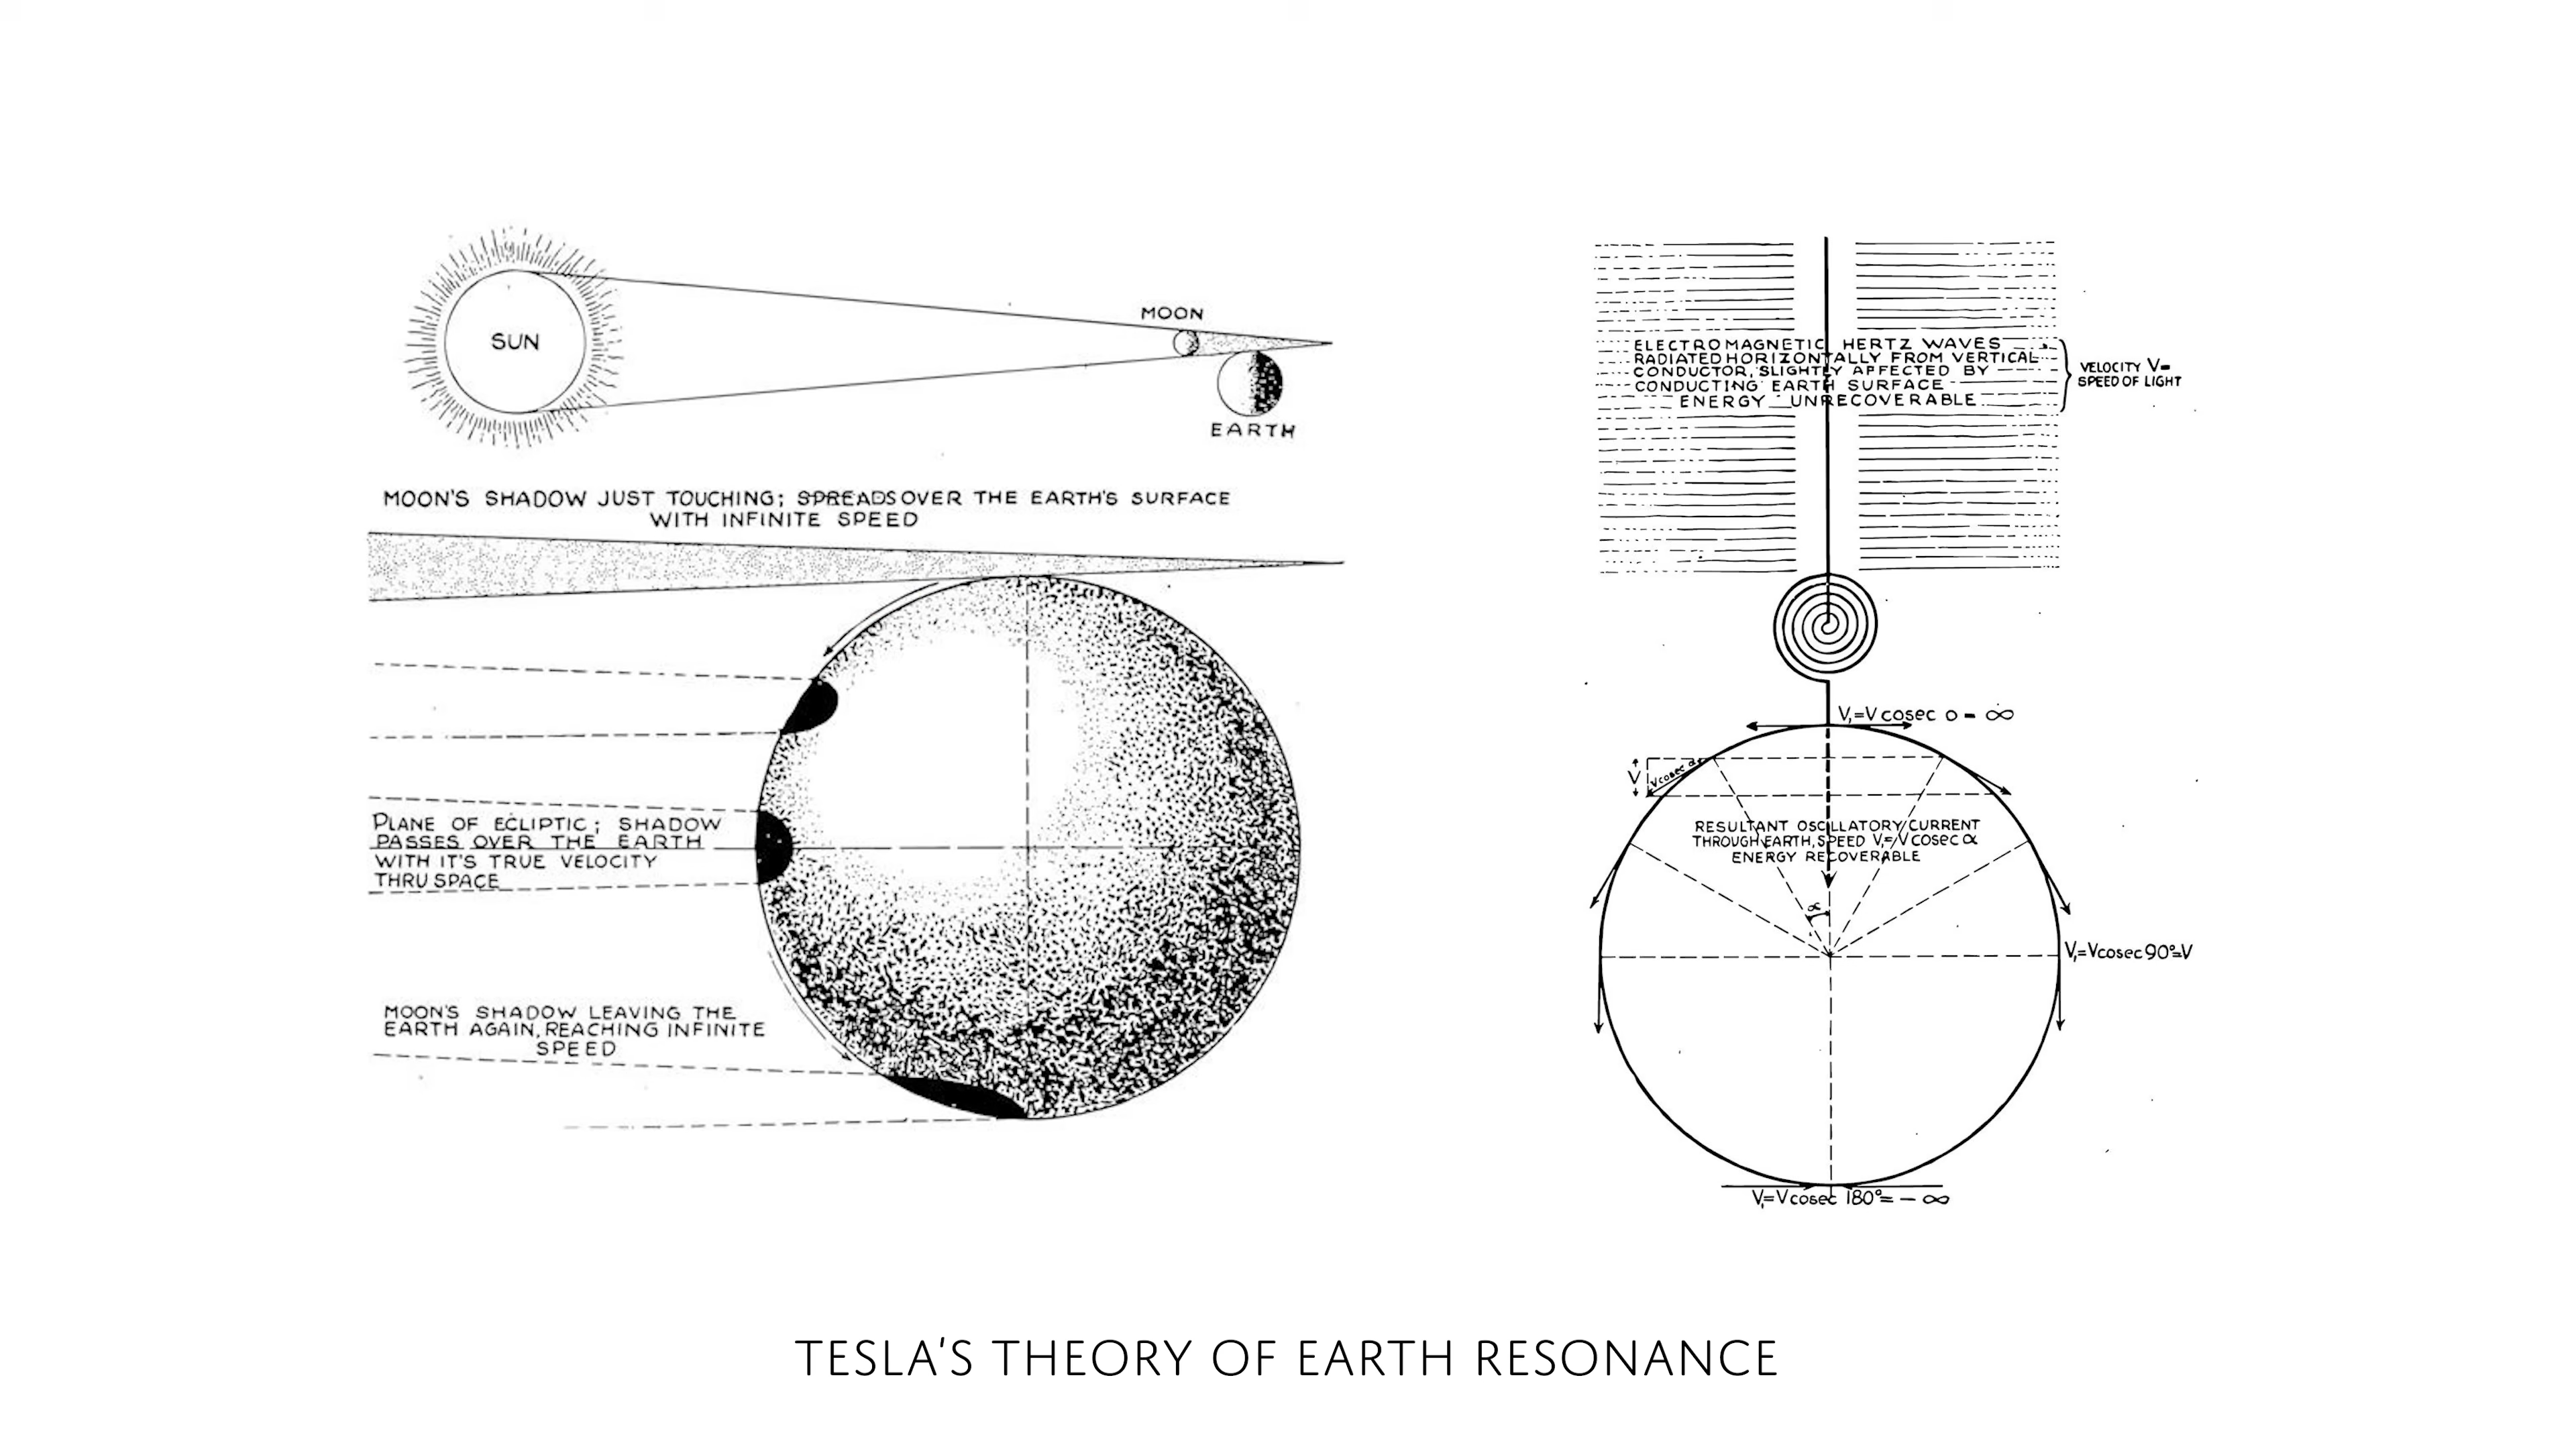 SUN
MOON
EARTH
MOON'S SHADOW JUST TOUCHING; SPREADS OVER THE EARTH'S SURFACE
WITH INFINITE SPEED
PLANE OF ECLIPTIC; SHADOW
PASSES OVER THE EARTH
WITH IT'S TRUE VELOCITY
THRU SPACE
MOON'S SHADOW LEAVING THE
EARTH AGAIN, REACHING INFINITE
SPEED
ELECTROMAGNETIC HERTZ WAVES
RADIATED HORIZONTALLY FROM VERTICAL
CONDUCTOR, SLIGHTLY AFFECTED BY
CONDUCTING EARTH SURFACE
ENERGY UNRECOVERABLE
VELOCITY V=
SPEED OF LIGHT
V₁=V cosec 0 = ∞
V
V cosec α
RESULTANT OSCILLATORY CURRENT
THROUGH EARTH, SPEED V₁=V cosec α
ENERGY RECOVERABLE
α
V₁=V cosec 90°=V
V₁=V cosec 180°= - ∞
TESLA'S THEORY OF EARTH RESONANCE